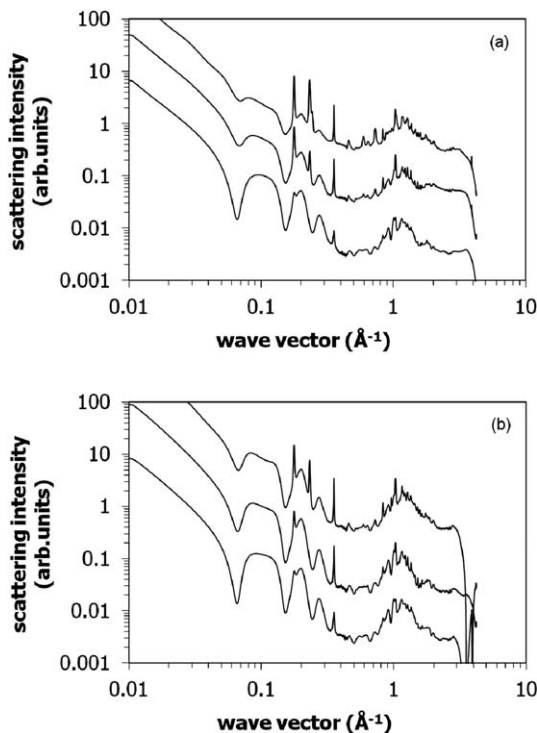 100
(a)
10
1
0.1
0.01
0.001
scattering intensity
(arb.units)
0.01 0.1 1 10
wave vector (Å⁻¹)
100
(b)
10
1
0.1
0.01
0.001
scattering intensity
(arb.units)
0.01 0.1 1 10
wave vector (Å⁻¹)